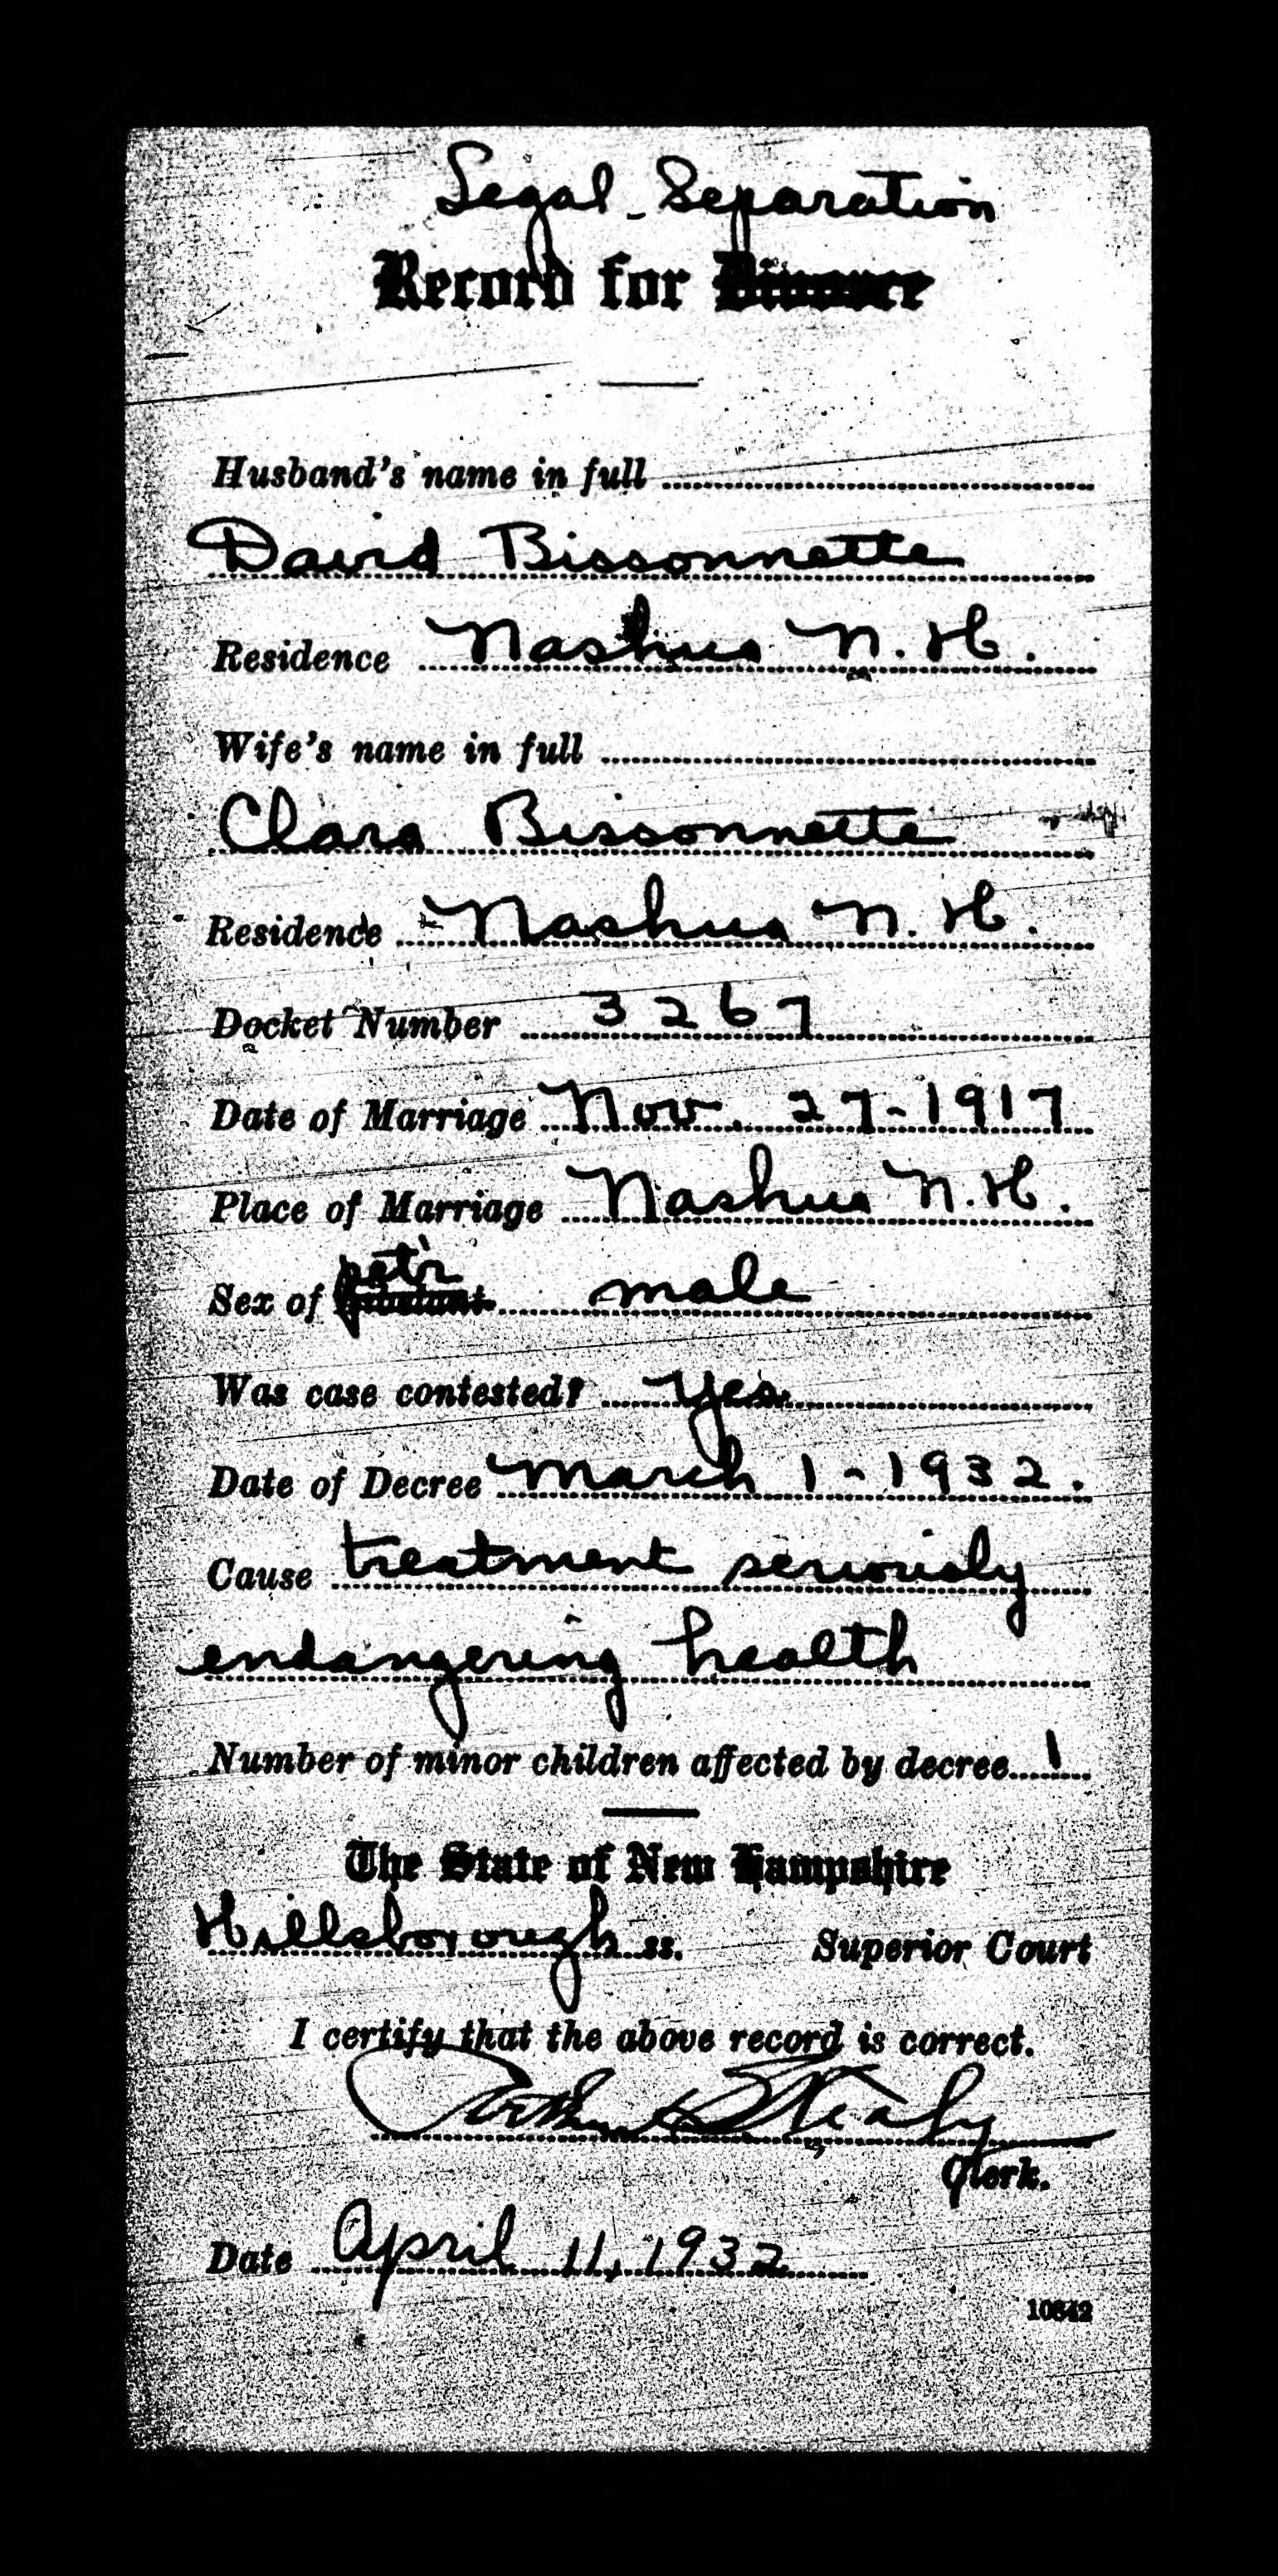 Legal Separation
Record for Divorce
Husband's name in full
David Bissonnette
Residence Nashua N. H.
Wife's name in full
Clara Bissonnette
Residence Nashua N. H.
Docket Number 3267
Date of Marriage Nov. 27-1917
Place of Marriage Nashua N. H.
Sex of pet'r male
Was case contested? yes
Date of Decree March 1-1932.
Cause treatment seriously
endangering health
Number of minor children affected by decree 1
The State of New Hampshire
Hillsborough ss. Superior Court
I certify that the above record is correct.
Arthur
Clerk.
Date April 11, 1932
10642